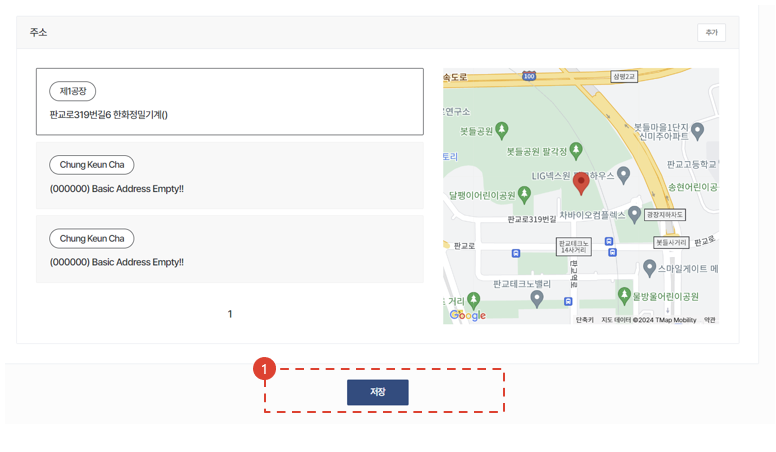 주소
추가
제1공장
판교로319번길6 한화정밀기계()
Chung Keun Cha
(000000) Basic Address Empty!!
Chung Keun Cha
(000000) Basic Address Empty!!
1
속도로
100
삼평2교
연구소
봇들공원
봇들마을1단지
신미주아파트
봇들공원 팔각정
토리
판교고등학교
LIG넥스원
하우스
달팽이어린이공원
송현어린이공
판교로319번길
차바이오컴플렉스
광장지하차도
판교로
판교테크노
14사거리
봇들사거리
판교로
판교역로
스마일게이트 메
판교테크노밸리
거리
물방울어린이공원
Google
단축키
지도 데이터 ©2024 TMap Mobility
약관
1
저장